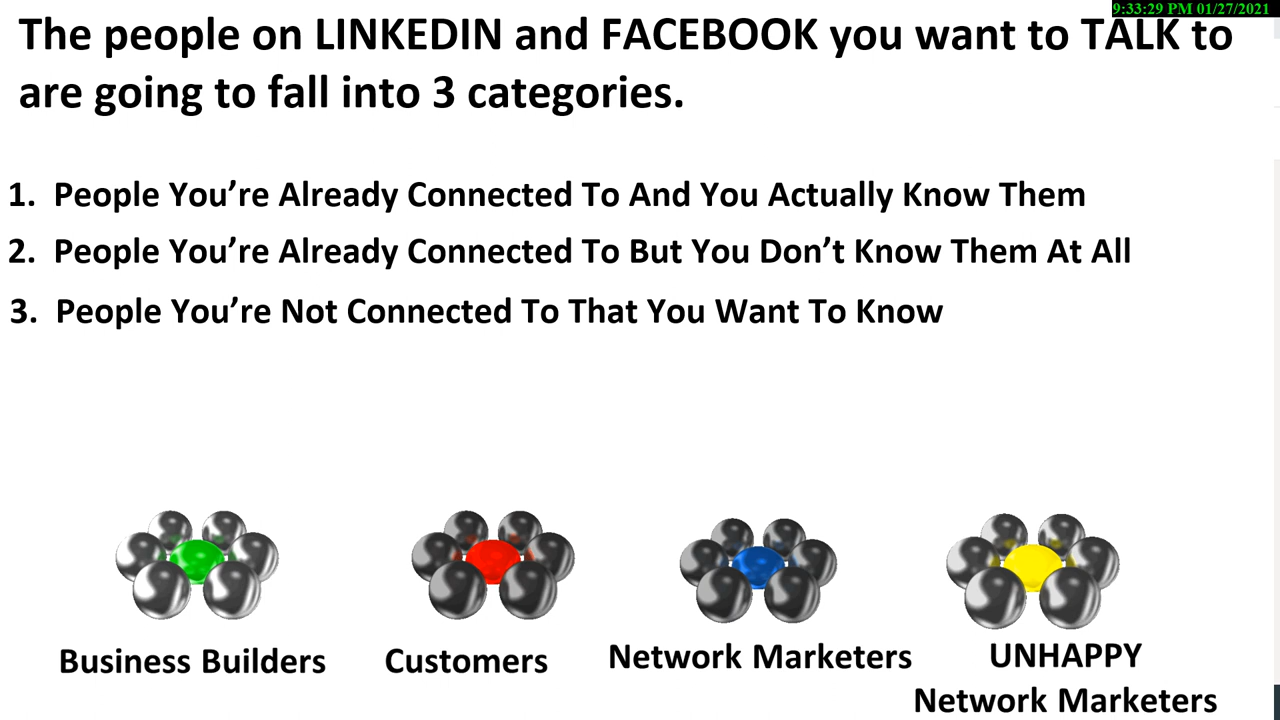 9:33:29 PM 01/27/2021
The people on LINKEDIN and FACEBOOK you want to TALK to
are going to fall into 3 categories.
1. People You’re Already Connected To And You Actually Know Them
2. People You’re Already Connected To But You Don’t Know Them At All
3. People You’re Not Connected To That You Want To Know
Business Builders
Customers
Network Marketers
UNHAPPY
Network Marketers